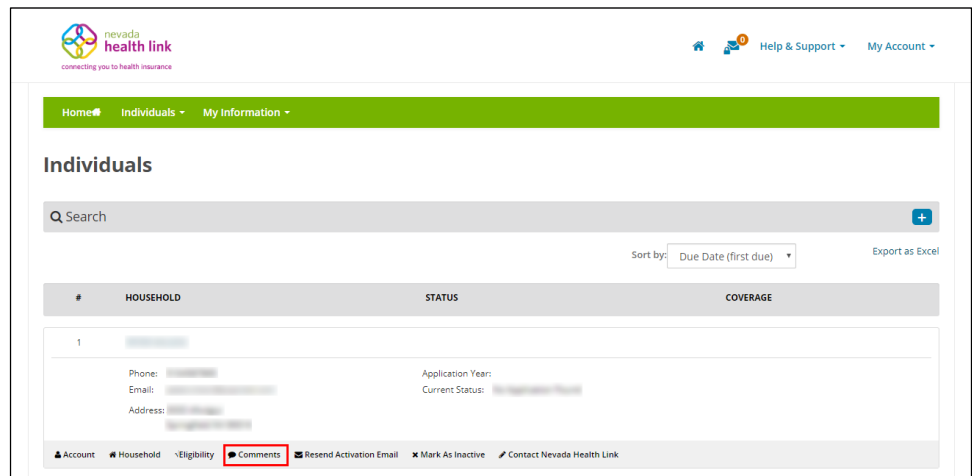 nevada
health link
connecting you to health insurance
0 Help & Support My Account
Home Individuals My Information
Individuals
Search
Sort by: Due Date (first due) Export as Excel
# HOUSEHOLD STATUS COVERAGE
1
Phone: Application Year:
Email: Current Status:
Address:
Account Household Eligibility Comments Resend Activation Email Mark As Inactive Contact Nevada Health Link